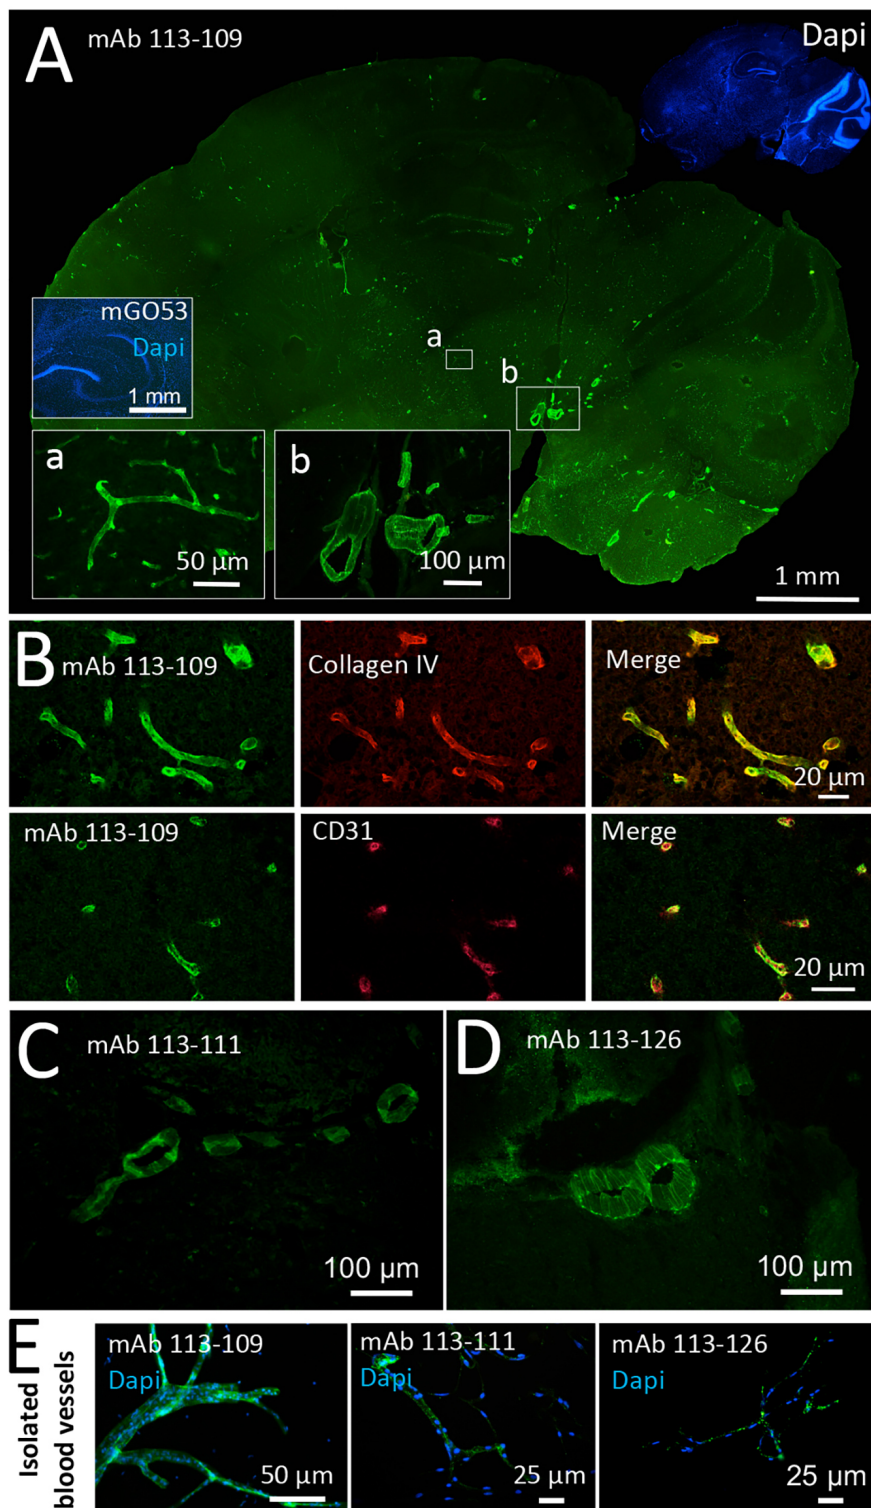 A
mAb 113-109
Dapi
mGO53
Dapi
1 mm
a
b
a
50 µm
b
100 µm
1 mm
B
mAb 113-109
Collagen IV
Merge
20 µm
mAb 113-109
CD31
Merge
20 µm
C
mAb 113-111
100 µm
D
mAb 113-126
100 µm
E
Isolated
blood vessels
mAb 113-109
Dapi
50 µm
mAb 113-111
Dapi
25 µm
mAb 113-126
Dapi
25 µm